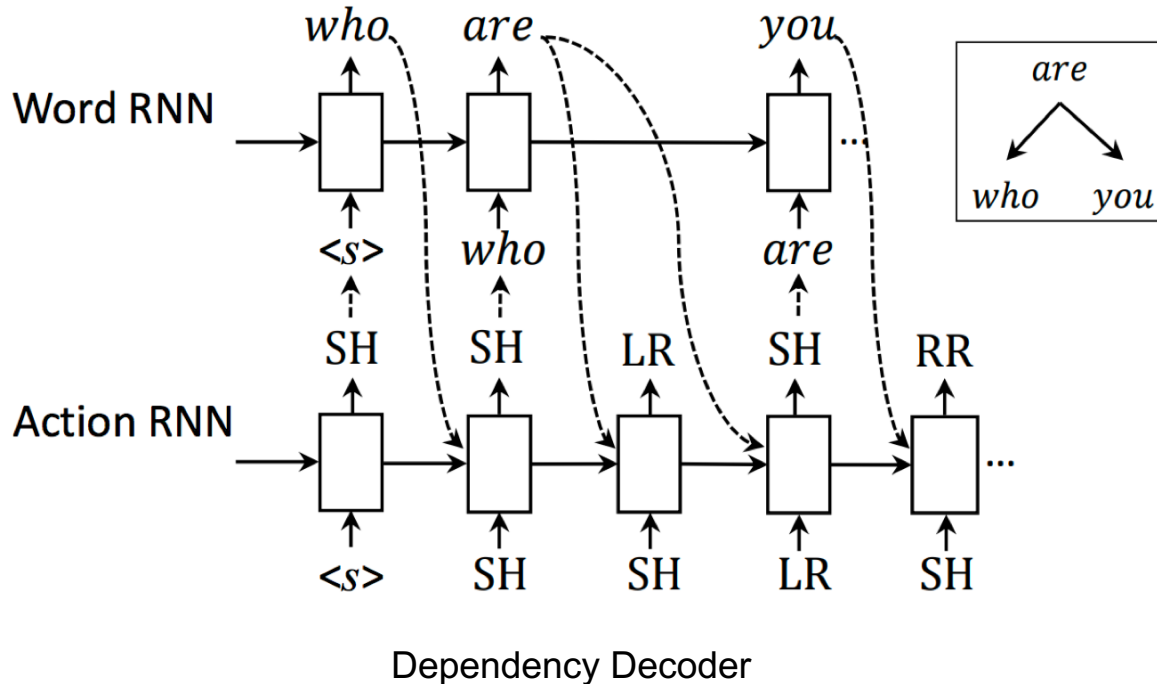 who are you
are
Word RNN
...
who you
<s> who are
SH SH LR SH RR
Action RNN
...
<s> SH SH LR SH
Dependency Decoder